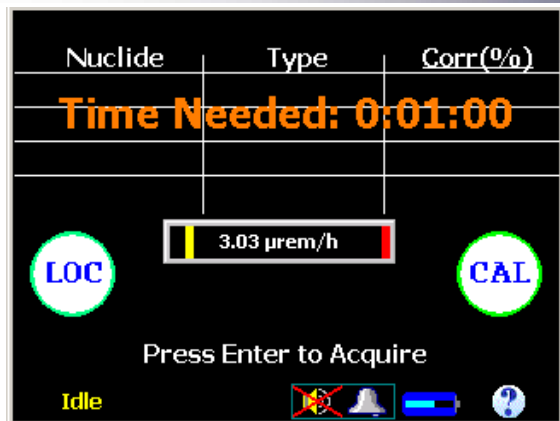 Nuclide Type Corr(%)
Time Needed: 0:01:00
3.03 µrem/h
LOC CAL
Press Enter to Acquire
Idle ?